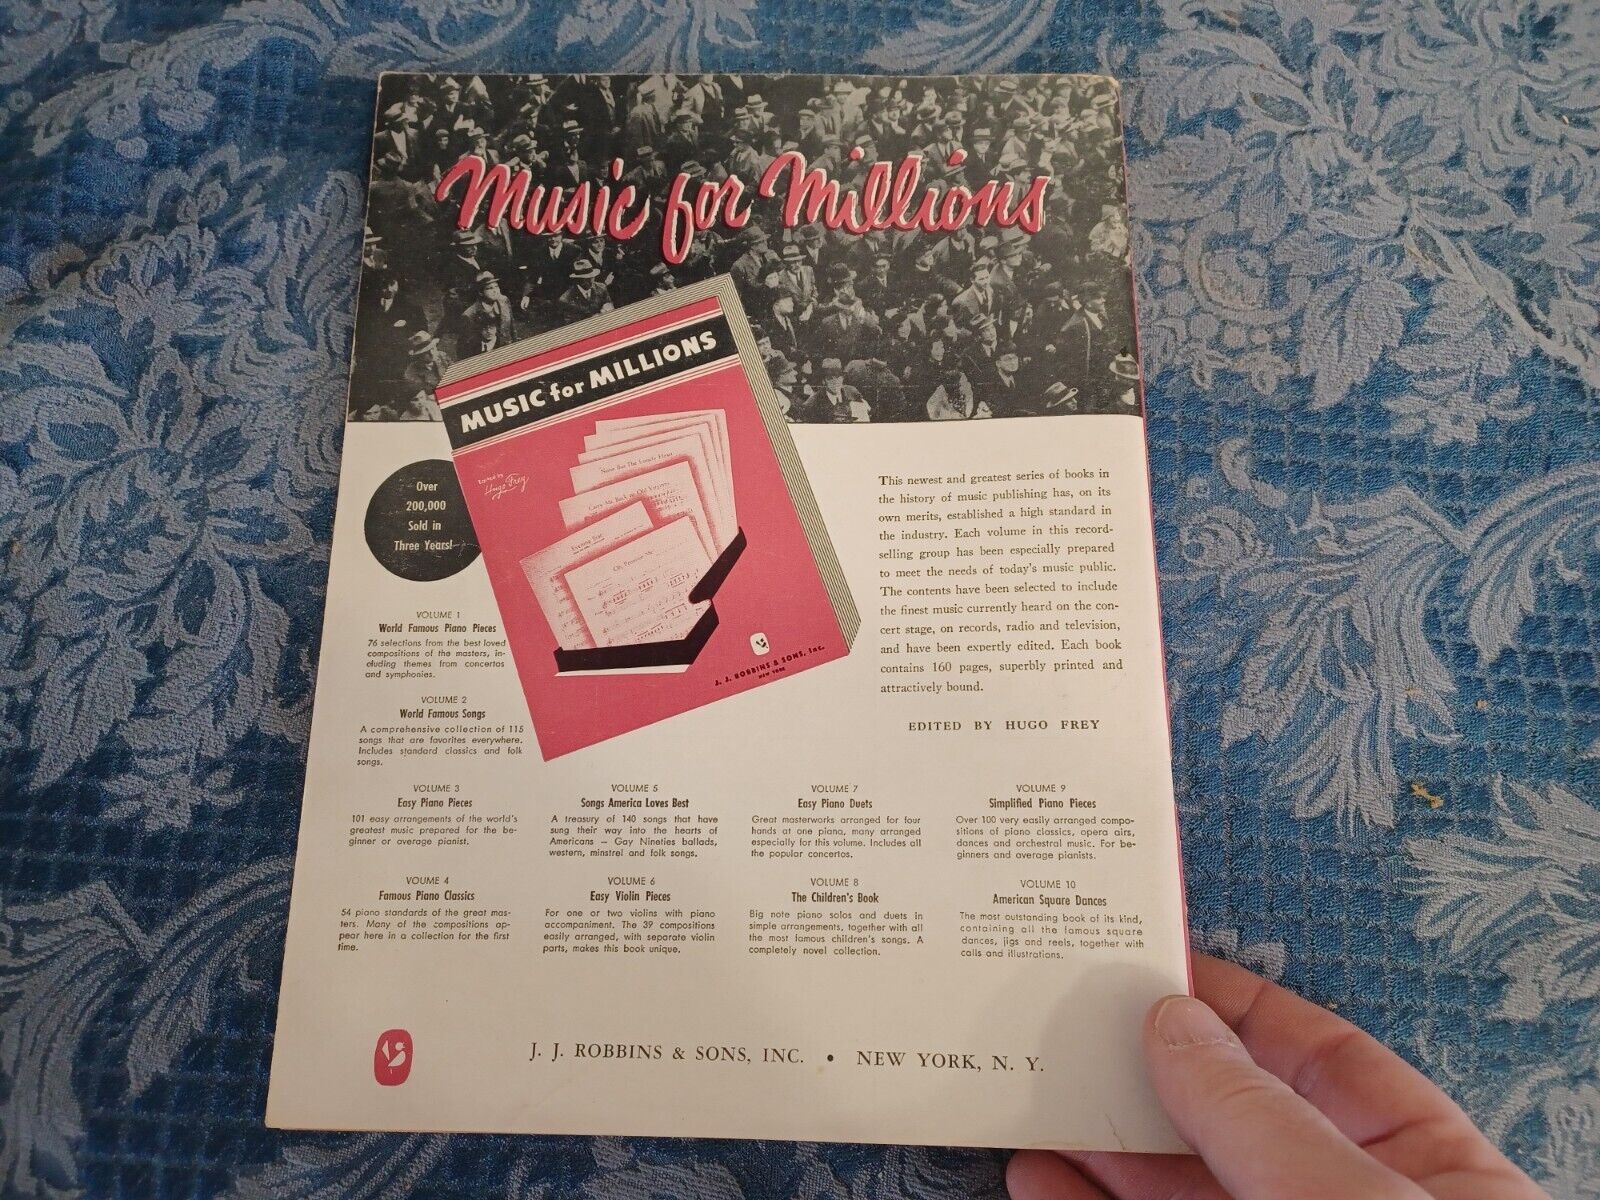 Music for Millions
MUSIC for MILLIONS
Edited by
Hugo Frey
None But The Lonely Heart
Carry Me Back to Old Virginny
Evening Star
Oh, Promise Me
J. J. ROBBINS & SONS, INC.
NEW YORK
Over
200,000
Sold in
Three Years!
This newest and greatest series of books in
the history of music publishing has, on its
own merits, established a high standard in
the industry. Each volume in this record-
selling group has been especially prepared
to meet the needs of today's music public.
The contents have been selected to include
the finest music currently heard on the con-
cert stage, on records, radio and television,
and have been expertly edited. Each book
contains 160 pages, superbly printed and
attractively bound.
EDITED BY HUGO FREY
VOLUME 1
World Famous Piano Pieces
76 selections from the best loved
compositions of the masters, in-
cluding themes from concertos
and symphonies.
VOLUME 2
World Famous Songs
A comprehensive collection of 115
songs that are favorites everywhere.
Includes standard classics and folk
songs.
VOLUME 3
Easy Piano Pieces
101 easy arrangements of the world's
greatest music prepared for the be-
ginner or average pianist.
VOUME 4
Famous Piano Classics
54 piano standards of the great mas-
ters. Many of the compositions ap-
pear here in a collection for the first
time.
VOLUME 5
Songs America Loves Best
A treasury of 140 songs that have
sung their way into the hearts of
Americans — Gay Nineties ballads,
western, minstrel and folk songs.
VOLUME 6
Easy Violin Pieces
For one or two violins with piano
accompaniment. The 39 compositions
easily arranged, with separate violin
parts, makes this book unique.
VOLUME 7
Easy Piano Duets
Great masterworks arranged for four
hands at one piano, many arranged
especially for this volume. Includes all
the popular concertos.
VOLUME 8
The Children's Book
Big note piano solos and duets in
simple arrangements, together with all
the most famous children's songs. A
completely novel collection.
VOLUME 9
Simplified Piano Pieces
Over 100 very easily arranged compo-
sitions of piano classics, opera airs,
dances and orchestral music. For be-
ginners and average pianists.
VOLUME 10
American Square Dances
The most outstanding book of its kind,
containing all the famous square
dances, jigs and reels, together with
calls and illustrations.
J. J. ROBBINS & SONS, INC. • NEW YORK, N. Y.